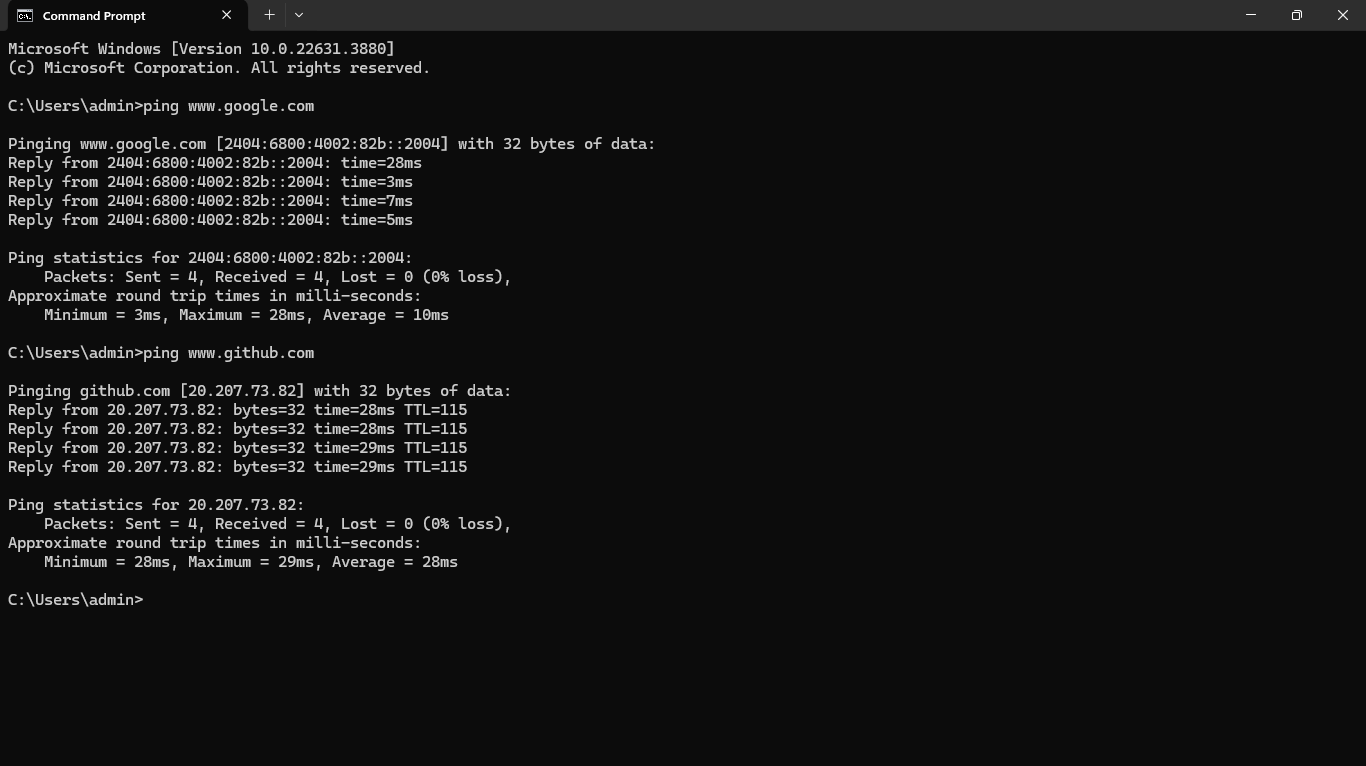 Command Prompt
Microsoft Windows [Version 10.0.22631.3880]
(c) Microsoft Corporation. All rights reserved.
C:\Users\admin>ping www.google.com
Pinging www.google.com [2404:6800:4002:82b::2004] with 32 bytes of data:
Reply from 2404:6800:4002:82b::2004: time=28ms
Reply from 2404:6800:4002:82b::2004: time=3ms
Reply from 2404:6800:4002:82b::2004: time=7ms
Reply from 2404:6800:4002:82b::2004: time=5ms
Ping statistics for 2404:6800:4002:82b::2004:
    Packets: Sent = 4, Received = 4, Lost = 0 (0% loss),
Approximate round trip times in milli-seconds:
    Minimum = 3ms, Maximum = 28ms, Average = 10ms
C:\Users\admin>ping www.github.com
Pinging github.com [20.207.73.82] with 32 bytes of data:
Reply from 20.207.73.82: bytes=32 time=28ms TTL=115
Reply from 20.207.73.82: bytes=32 time=28ms TTL=115
Reply from 20.207.73.82: bytes=32 time=29ms TTL=115
Reply from 20.207.73.82: bytes=32 time=29ms TTL=115
Ping statistics for 20.207.73.82:
    Packets: Sent = 4, Received = 4, Lost = 0 (0% loss),
Approximate round trip times in milli-seconds:
    Minimum = 28ms, Maximum = 29ms, Average = 28ms
C:\Users\admin>